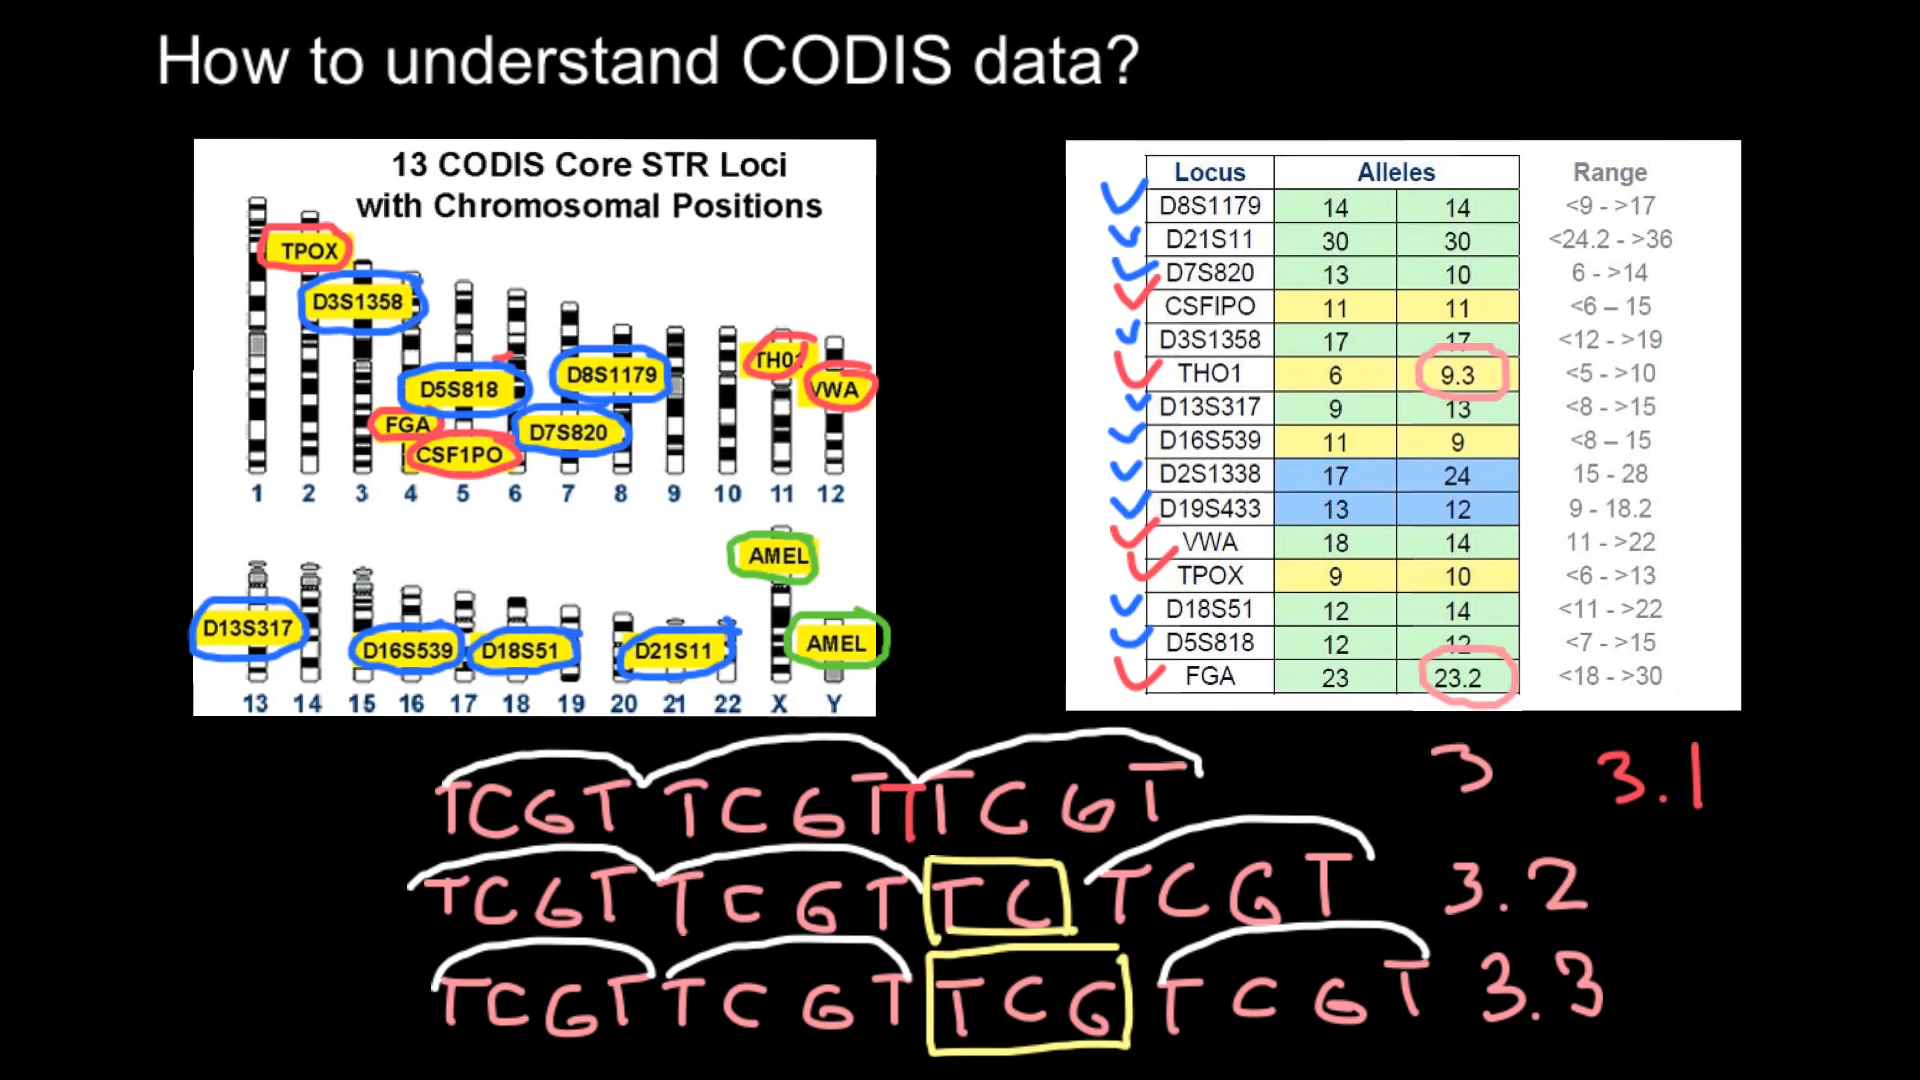 How to understand CODIS data?
13 CODIS Core STR Loci
with Chromosomal Positions
TPOX
D3S1358
D5S818
FGA
CSF1PO
D8S1179
D7S820
TH01
VWA
1 2 3 4 5 6 7 8 9 10 11 12
AMEL
D13S317
D16S539
D18S51
D21S11
AMEL
13 14 15 16 17 18 19 20 21 22 X Y
Locus Alleles Range
D8S1179 14 14 <9 - >17
D21S11 30 30 <24.2 - >36
D7S820 13 10 6 - >14
CSFIPO 11 11 <6 – 15
D3S1358 17 17 <12 - >19
THO1 6 9.3 <5 - >10
D13S317 9 13 <8 - >15
D16S539 11 9 <8 – 15
D2S1338 17 24 15 - 28
D19S433 13 12 9 - 18.2
VWA 18 14 11 - >22
TPOX 9 10 <6 - >13
D18S51 12 14 <11 - >22
D5S818 12 12 <7 - >15
FGA 23 23.2 <18 - >30
TCGT TCGT T TCGT 3 3.1
TCGT TCGT TC TCGT 3.2
TCGT TCGT TCG TCGT 3.3